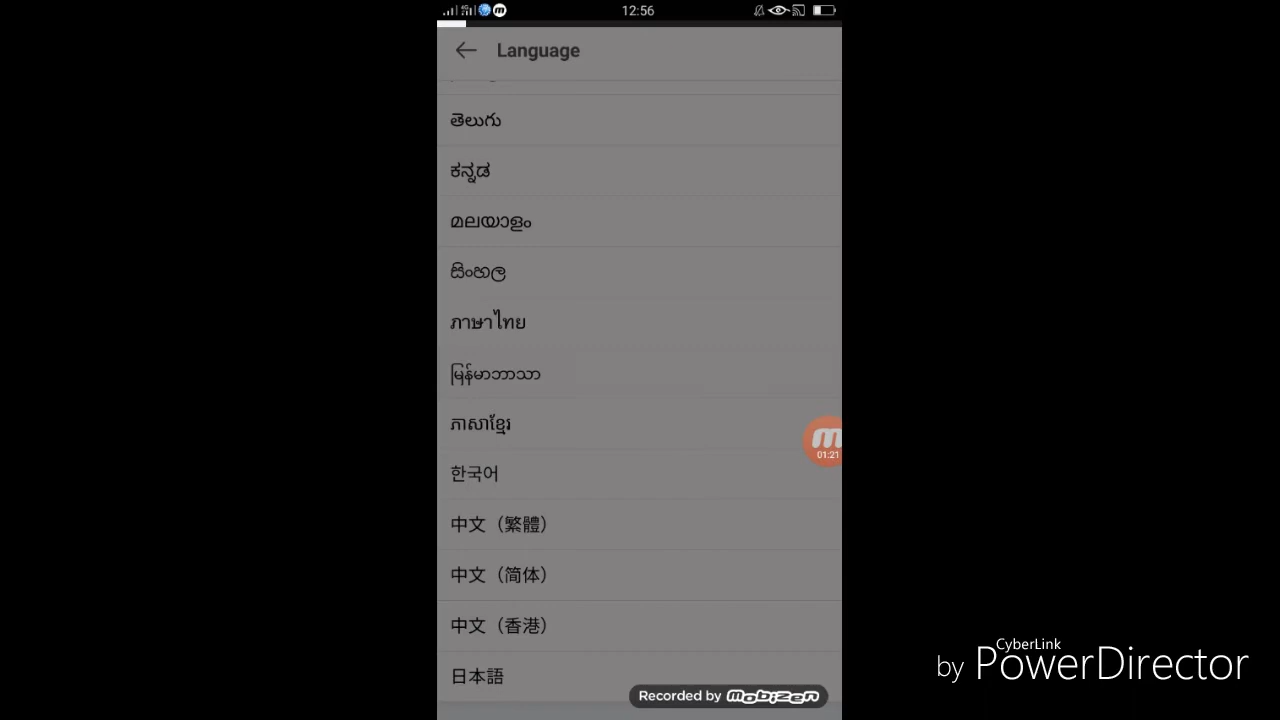 12:56
Language
తెలుగు
ಕನ್ನಡ
മലയാളം
සිංහල
ภาษาไทย
မြန်မာဘာသာ
ភាសាខ្មែរ
한국어
中文（繁體）
中文（简体）
中文（香港）
日本語
m
01:21
Recorded by mobizen
CyberLink
by PowerDirector